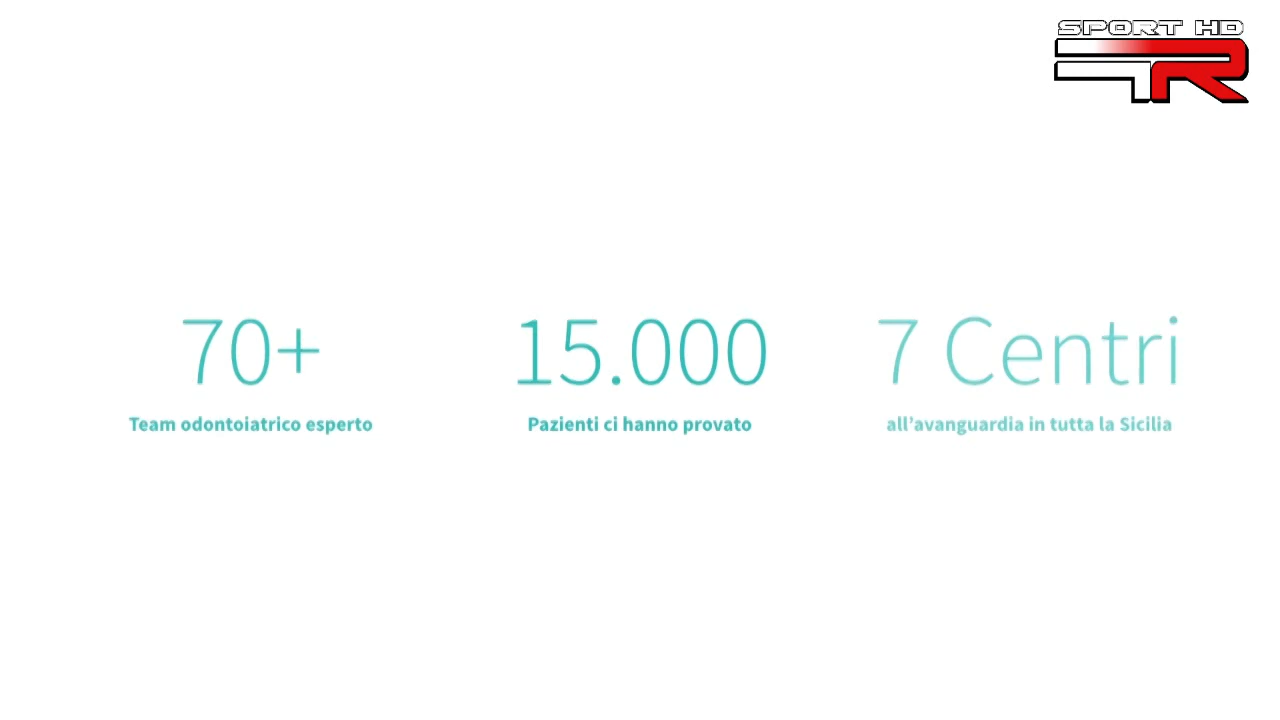 SPORT HD
TR
70+
Team odontoiatrico esperto
15.000
Pazienti ci hanno provato
7 Centri
all'avanguardia in tutta la Sicilia